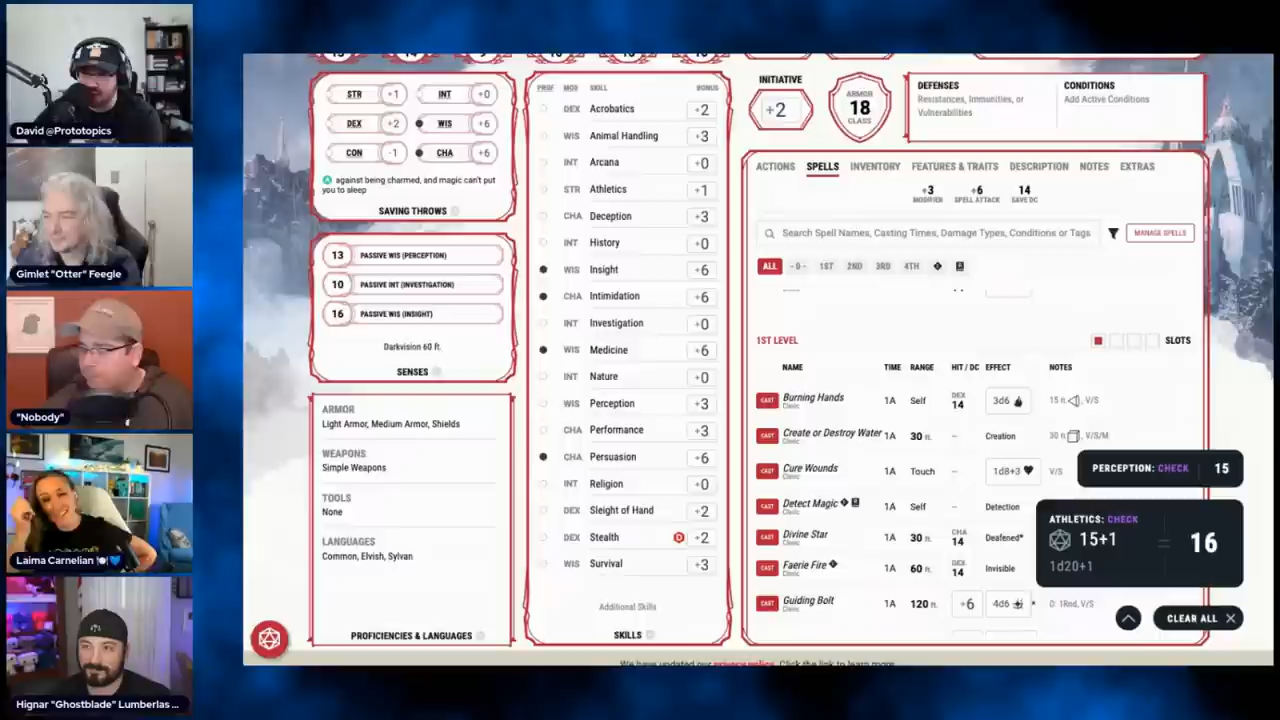 David @Prototopics
Gimlet "Otter" Feegle
"Nobody"
Laima Carnelian
Hignar "Ghostblade" Lumberlas ...
STR +1 INT +0
DEX +2 WIS +6
CON -1 CHA +6
against being charmed, and magic can't put
you to sleep
SAVING THROWS
13 PASSIVE WIS (PERCEPTION)
10 PASSIVE INT (INVESTIGATION)
16 PASSIVE WIS (INSIGHT)
Darkvision 60 ft.
SENSES
ARMOR
Light Armor, Medium Armor, Shields
WEAPONS
Simple Weapons
TOOLS
None
LANGUAGES
Common, Elvish, Sylvan
PROFICIENCIES & LANGUAGES
PROF MOD SKILL BONUS
DEX Acrobatics +2
WIS Animal Handling +3
INT Arcana +0
STR Athletics +1
CHA Deception +3
INT History +0
WIS Insight +6
CHA Intimidation +6
INT Investigation +0
WIS Medicine +6
INT Nature +0
WIS Perception +3
CHA Performance +3
CHA Persuasion +6
INT Religion +0
DEX Sleight of Hand +2
DEX Stealth D +2
WIS Survival +3
Additional Skills
SKILLS
INITIATIVE
+2
ARMOR
18
CLASS
DEFENSES
Resistances, Immunities, or
Vulnerabilities
CONDITIONS
Add Active Conditions
ACTIONS SPELLS INVENTORY FEATURES & TRAITS DESCRIPTION NOTES EXTRAS
+3 +6 14
MODIFIER SPELL ATTACK SAVE DC
Search Spell Names, Casting Times, Damage Types, Conditions or Tags
MANAGE SPELLS
ALL - 0 - 1ST 2ND 3RD 4TH
1ST LEVEL SLOTS
NAME TIME RANGE HIT / DC EFFECT NOTES
CAST Burning Hands 1A Self DEX 14 3d6 15 ft. , V/S
Cleric
CAST Create or Destroy Water 1A 30 ft. -- Creation 30 ft. , V/S/M
Cleric
CAST Cure Wounds 1A Touch -- 1d8+3 V/S
Cleric
CAST Detect Magic 1A Self -- Detection
Cleric
CAST Divine Star 1A 30 ft. CHA 14 Deafened*
Cleric
CAST Faerie Fire 1A 60 ft. DEX 14 Invisible
Cleric
CAST Guiding Bolt 1A 120 ft. +6 4d6 * D: 1Rnd, V/S
Cleric
PERCEPTION: CHECK 15
ATHLETICS: CHECK
15+1 = 16
1d20+1
CLEAR ALL X
We have updated our privacy policy. Click the link to learn more.